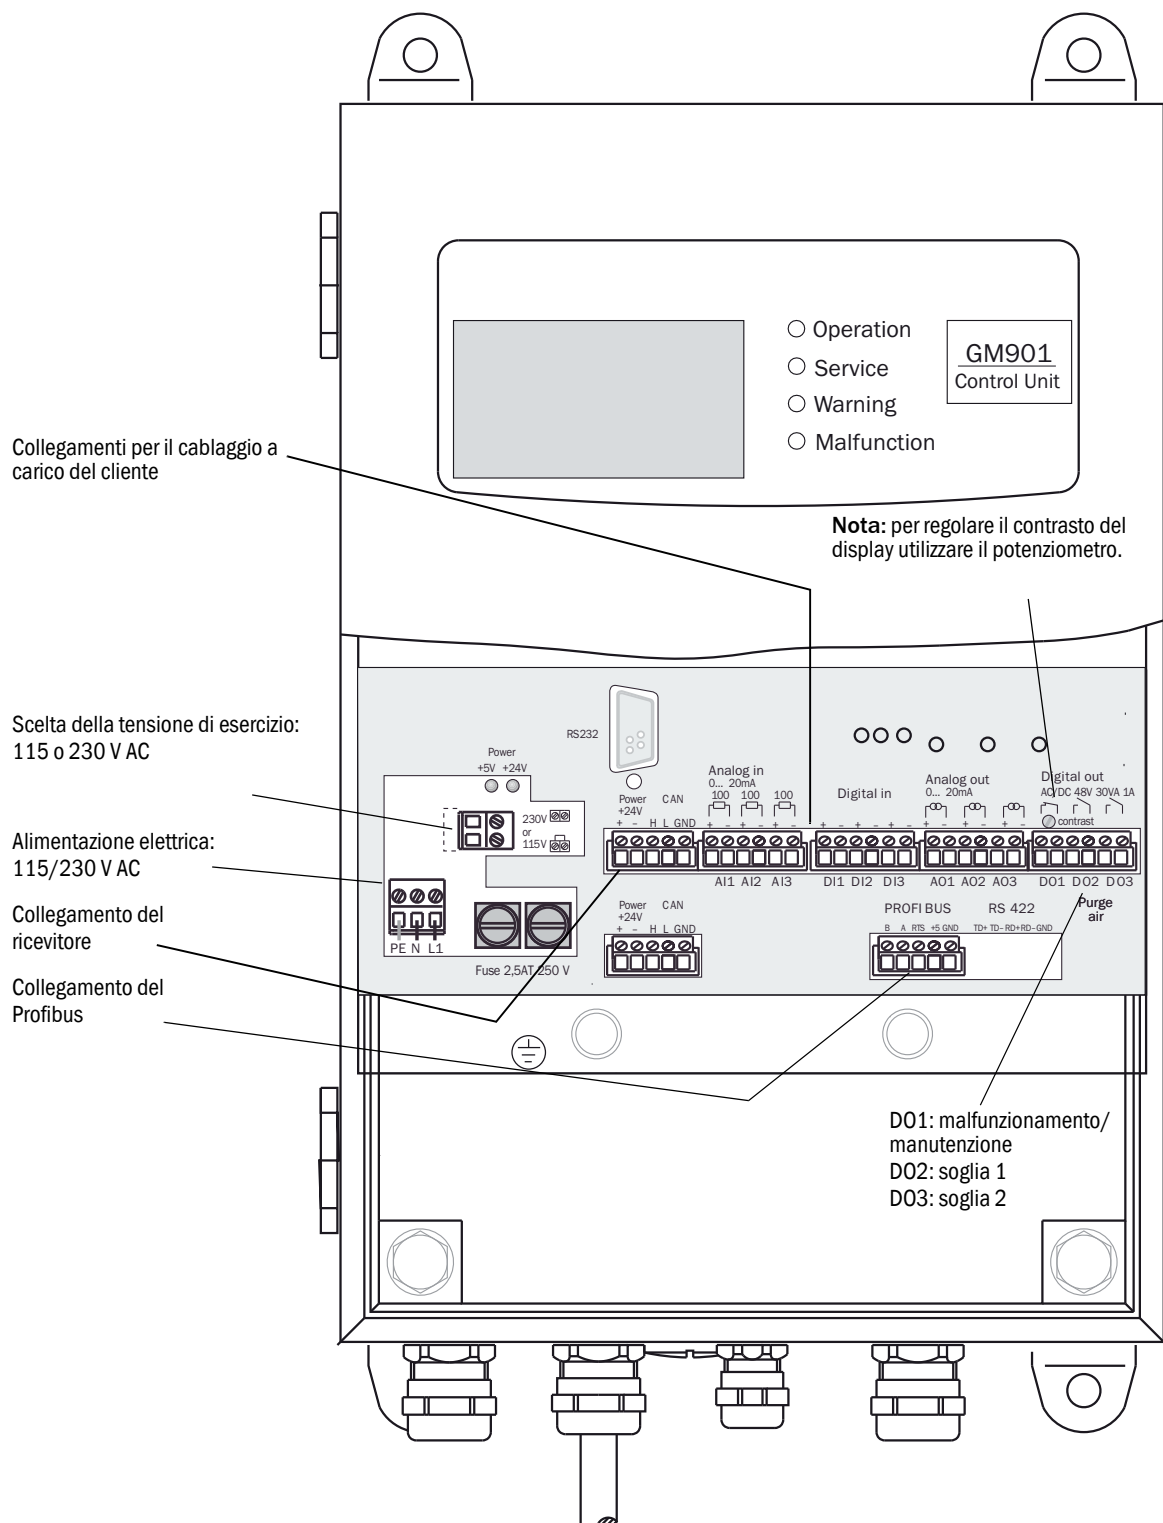 Operation
Service
Warning
Malfunction
GM901
Control Unit
Collegamenti per il cablaggio a
carico del cliente
Nota: per regolare il contrasto del
display utilizzare il potenziometro.
Scelta della tensione di esercizio:
115 o 230 V AC
Alimentazione elettrica:
115/230 V AC
Collegamento del
ricevitore
Collegamento del
Profibus
RS232
Power
+5V +24V
230V
or
115V
PE N L1
Fuse 2,5AT 250 V
Power
+24V
CAN
+ − H L GND
Analog in
0... 20mA
100 100 100
+ − + − + −
AI1 AI2 AI3
Digital in
+ − + − + −
DI1 DI2 DI3
Analog out
0... 20mA
+ − + − + −
AO1 AO2 AO3
Digital out
AC/DC 48V 30VA 1A
contrast
DO1 DO2 DO3
Purge
air
Power
+24V
CAN
+ − H L GND
PROFIBUS
B A RTS +5 GND
RS 422
TD+ TD- RD+ RD- GND
DO1: malfunzionamento/
manutenzione
DO2: soglia 1
DO3: soglia 2